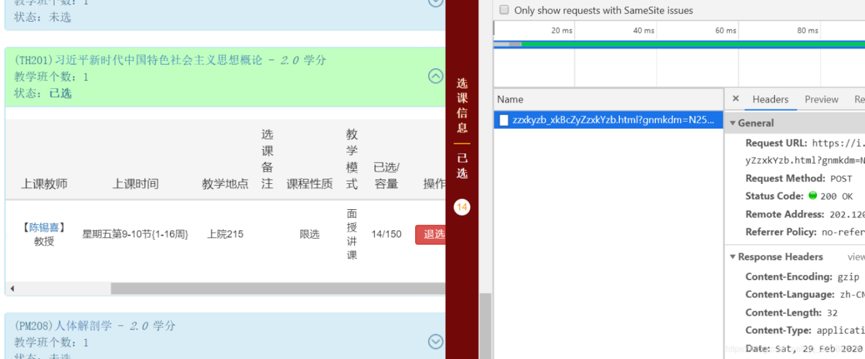 教学班个数: 1
状态: 未选
(TH201)习近平新时代中国特色社会主义思想概论 - 2.0 学分
教学班个数: 1
状态: 已选
上课教师
上课时间
教学地点
选课备注
课程性质
教学模式
已选/容量
操作
【陈锡喜】
教授
星期五第9-10节{1-16周}
上院215
限选
面授讲课
14/150
退选
(PM208)人体解剖学 - 2.0 学分
教学班个数: 1
状态: 未选
选课信息
已选
14
Only show requests with SameSite issues
20 ms
40 ms
60 ms
80 ms
Name
zzxkyzb_xkBcZyZzxkYzb.html?gnmkdm=N25...
× Headers Preview Re
General
Request URL: https://i.
yZzxkYzb.html?gnmkdm=N
Request Method: POST
Status Code: 200 OK
Remote Address: 202.120
Referrer Policy: no-refer
Response Headers view
Content-Encoding: gzip
Content-Language: zh-CN
Content-Length: 32
Content-Type: applicati
Date: Sat, 29 Feb 2020